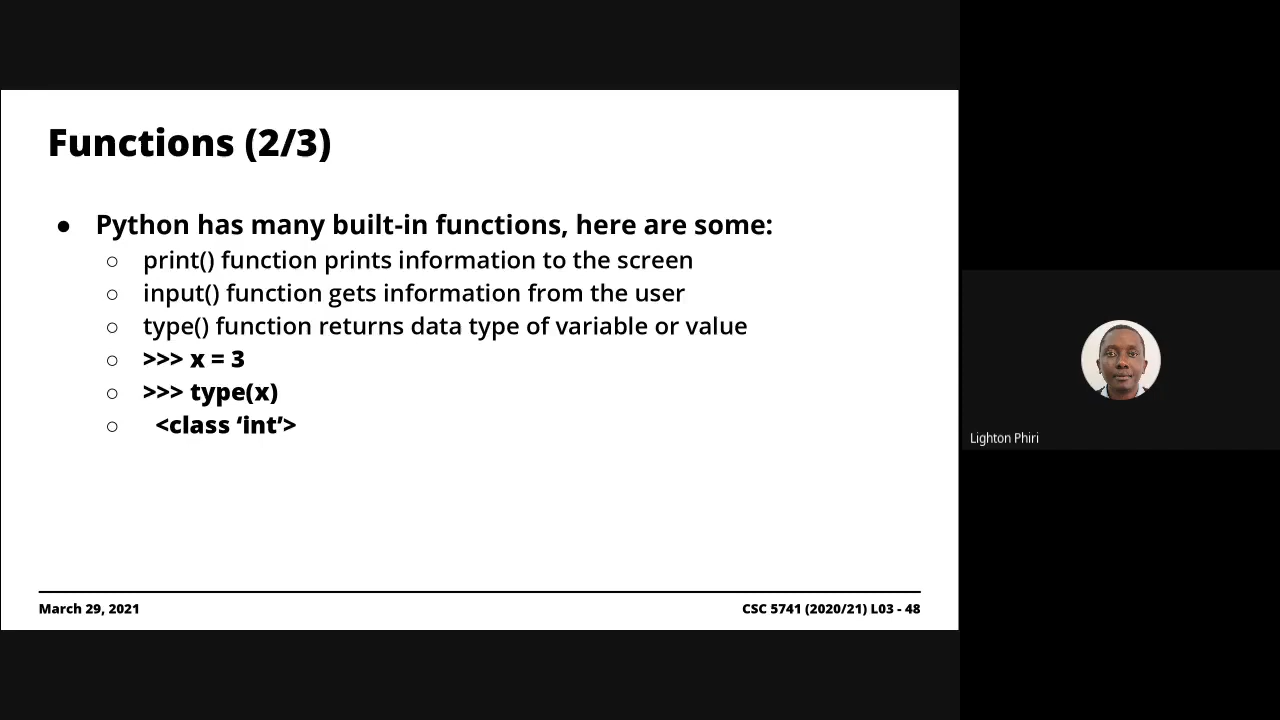 Functions (2/3)
● Python has many built-in functions, here are some:
○ print() function prints information to the screen
○ input() function gets information from the user
○ type() function returns data type of variable or value
○ >>> x = 3
○ >>> type(x)
○ <class ‘int’>
March 29, 2021
CSC 5741 (2020/21) L03 - 48
Lighton Phiri